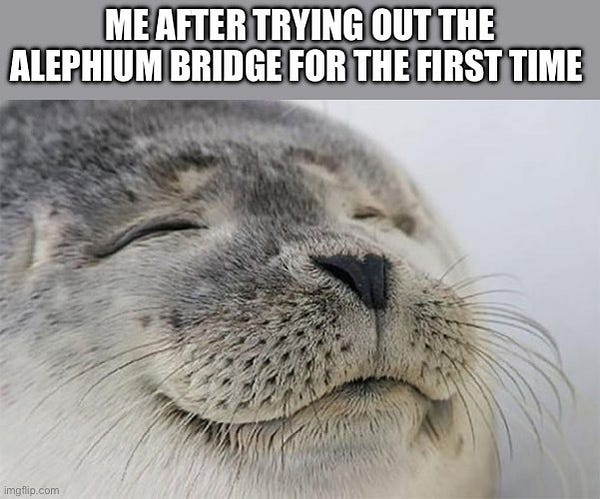 ME AFTER TRYING OUT THE
ALEPHIUM BRIDGE FOR THE FIRST TIME
imgflip.com